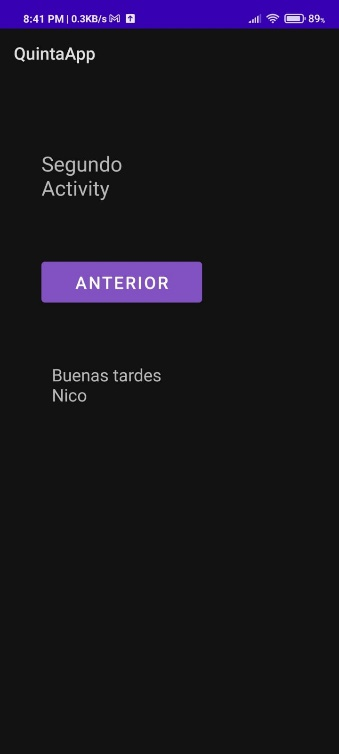 8:41 PM | 0.3KB/s 89%
QuintaApp
Segundo
Activity
ANTERIOR
Buenas tardes
Nico